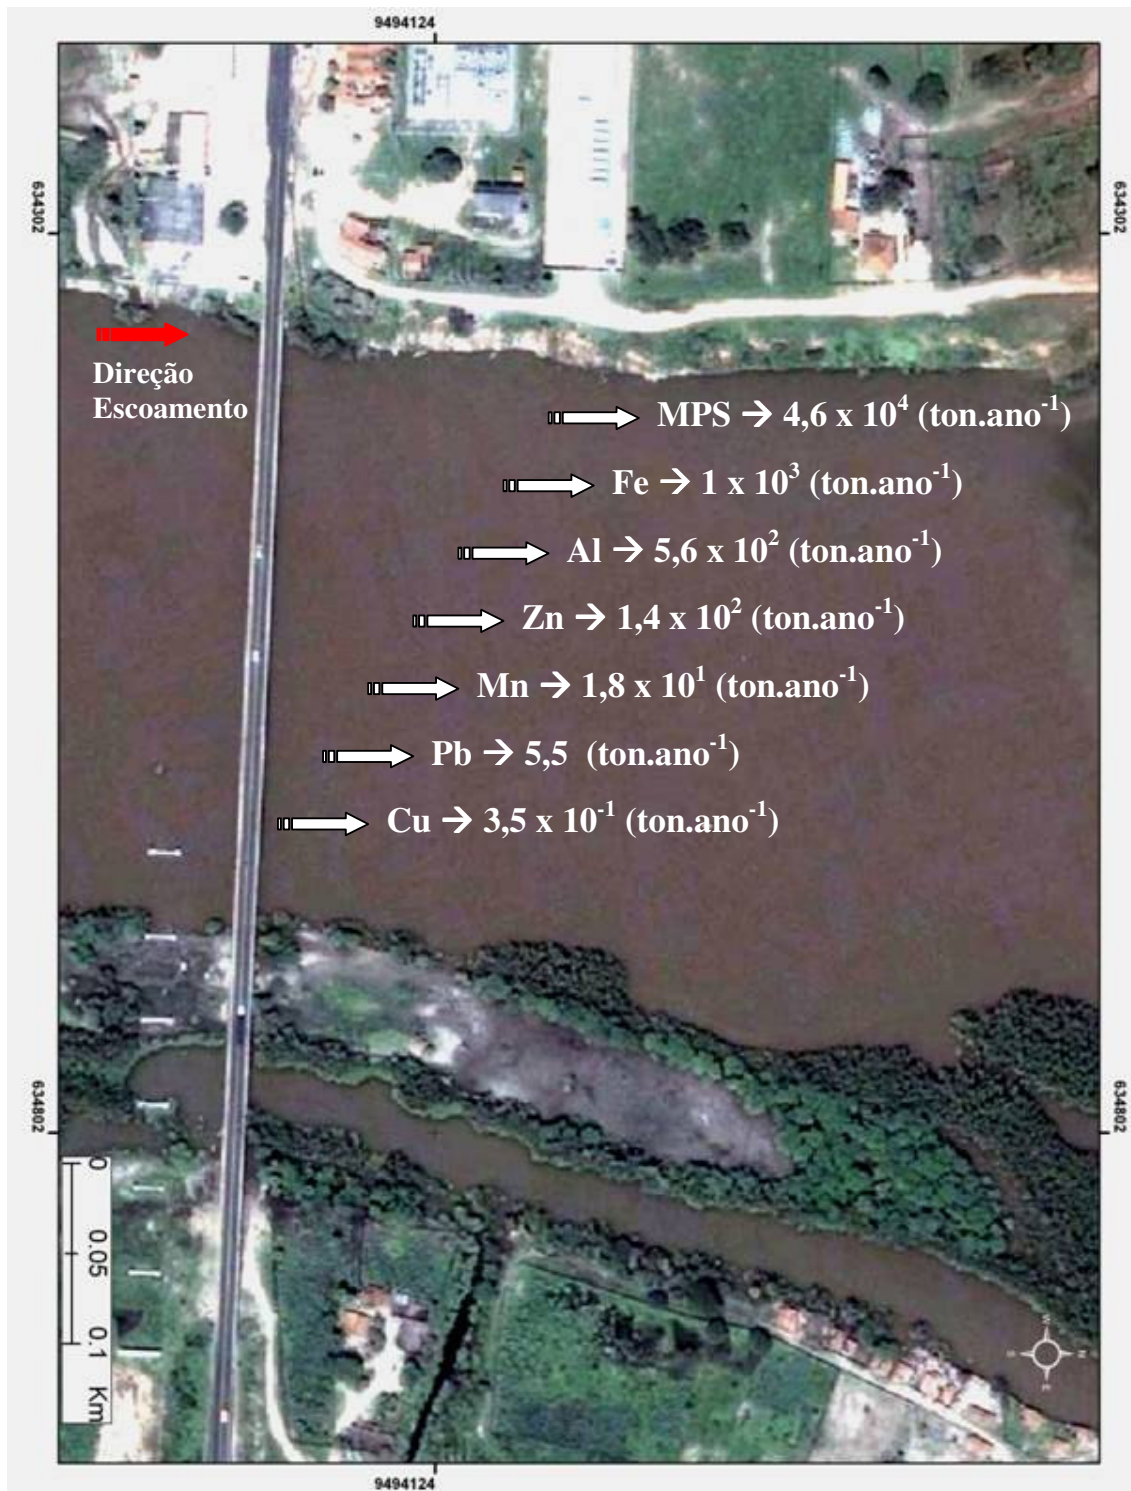 9494124
634302
634302
Direção
Escoamento
MPS → 4,6 x 10⁴ (ton.ano⁻¹)
Fe → 1 x 10³ (ton.ano⁻¹)
Al → 5,6 x 10² (ton.ano⁻¹)
Zn → 1,4 x 10² (ton.ano⁻¹)
Mn → 1,8 x 10¹ (ton.ano⁻¹)
Pb → 5,5 (ton.ano⁻¹)
Cu → 3,5 x 10⁻¹ (ton.ano⁻¹)
634802
634802
0 0.05 0.1 Km
W
S N
E
9494124